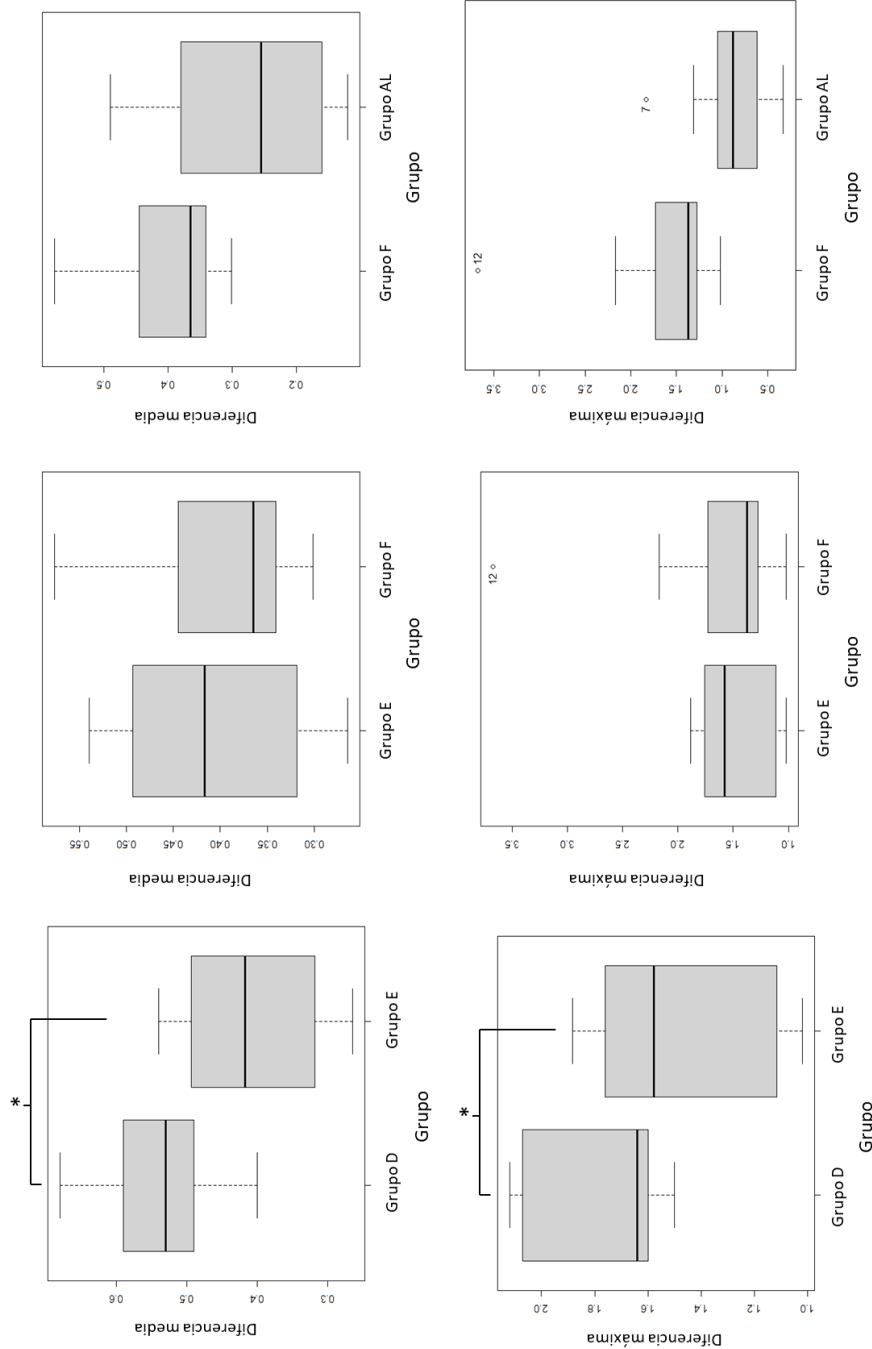 Diferencia media
0.5
0.4
0.3
0.2
Grupo F
Grupo AL
Grupo
Diferencia máxima
3.5
3.0
2.5
2.0
1.5
1.0
0.5
12
7
Grupo F
Grupo AL
Grupo
Diferencia media
0.55
0.50
0.45
0.40
0.35
0.30
Grupo E
Grupo F
Grupo
Diferencia máxima
3.5
3.0
2.5
2.0
1.5
1.0
12
Grupo E
Grupo F
Grupo
*
Diferencia media
0.6
0.5
0.4
0.3
Grupo D
Grupo E
Grupo
*
Diferencia máxima
2.0
1.8
1.6
1.4
1.2
1.0
Grupo D
Grupo E
Grupo